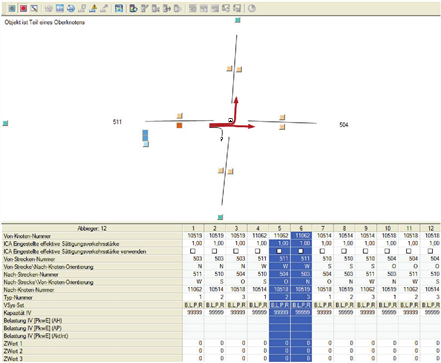 Objekt ist Teil eines Oberknotens
511
504
Abbieger: 12 1 2 3 4 5 6 7 8 9 10 11 12
Von-Knoten-Nummer 10519 10519 10519 11062 11062 11062 10514 10514 10514 10518 10518 10518
ICA Eingestellte effektive Sättigungsverkehrsstärke 1,00 1,00 1,00 1,00 1,00 1,00 1,00 1,00 1,00 1,00 1,00 1,00
ICA Eingestellte effektive Sättigungsverkehrsstärke verwenden
Von-Strecken-Nummer 503 503 503 511 511 511 510 510 510 504 504 504
Von-Strecke\Nach-Knoten-Orientierung N N N W W W S S S O O O
Nach-Strecken-Nummer 511 510 504 510 504 503 504 503 511 503 511 510
Von-Knoten\Nach-Strecke-Orientierung W S O S O N O N W N W S
Nach-Knoten-Nummer 11062 10514 10518 10514 10518 10519 10518 10519 11062 10519 11062 10514
Typ-Nummer 1 2 3 1 2 3 1 2 3 1 2 3
VSys Set B,L,P,R B,L,P,R B,L,P,R B,L,P,R B,L,P,R B,L,P,R B,L,P,R B,L,P,R B,L,P,R B,L,P,R B,L,P,R B,L,P,R
Kapazität IV 99999 99999 99999 99999 99999 99999 99999 99999 99999 99999 99999 99999
Belastung IV [PkwE] (AH)
Belastung IV [PkwE] (AP)
Belastung IV [PkwE]
ZWert 1 0 0 0 0 0 0 0 0 0 0 0 0
ZWert 2 0 0 0 0 0 0 0 0 0 0 0 0
ZWert 3 0 0 0 0 0 0 0 0 0 0 0 0